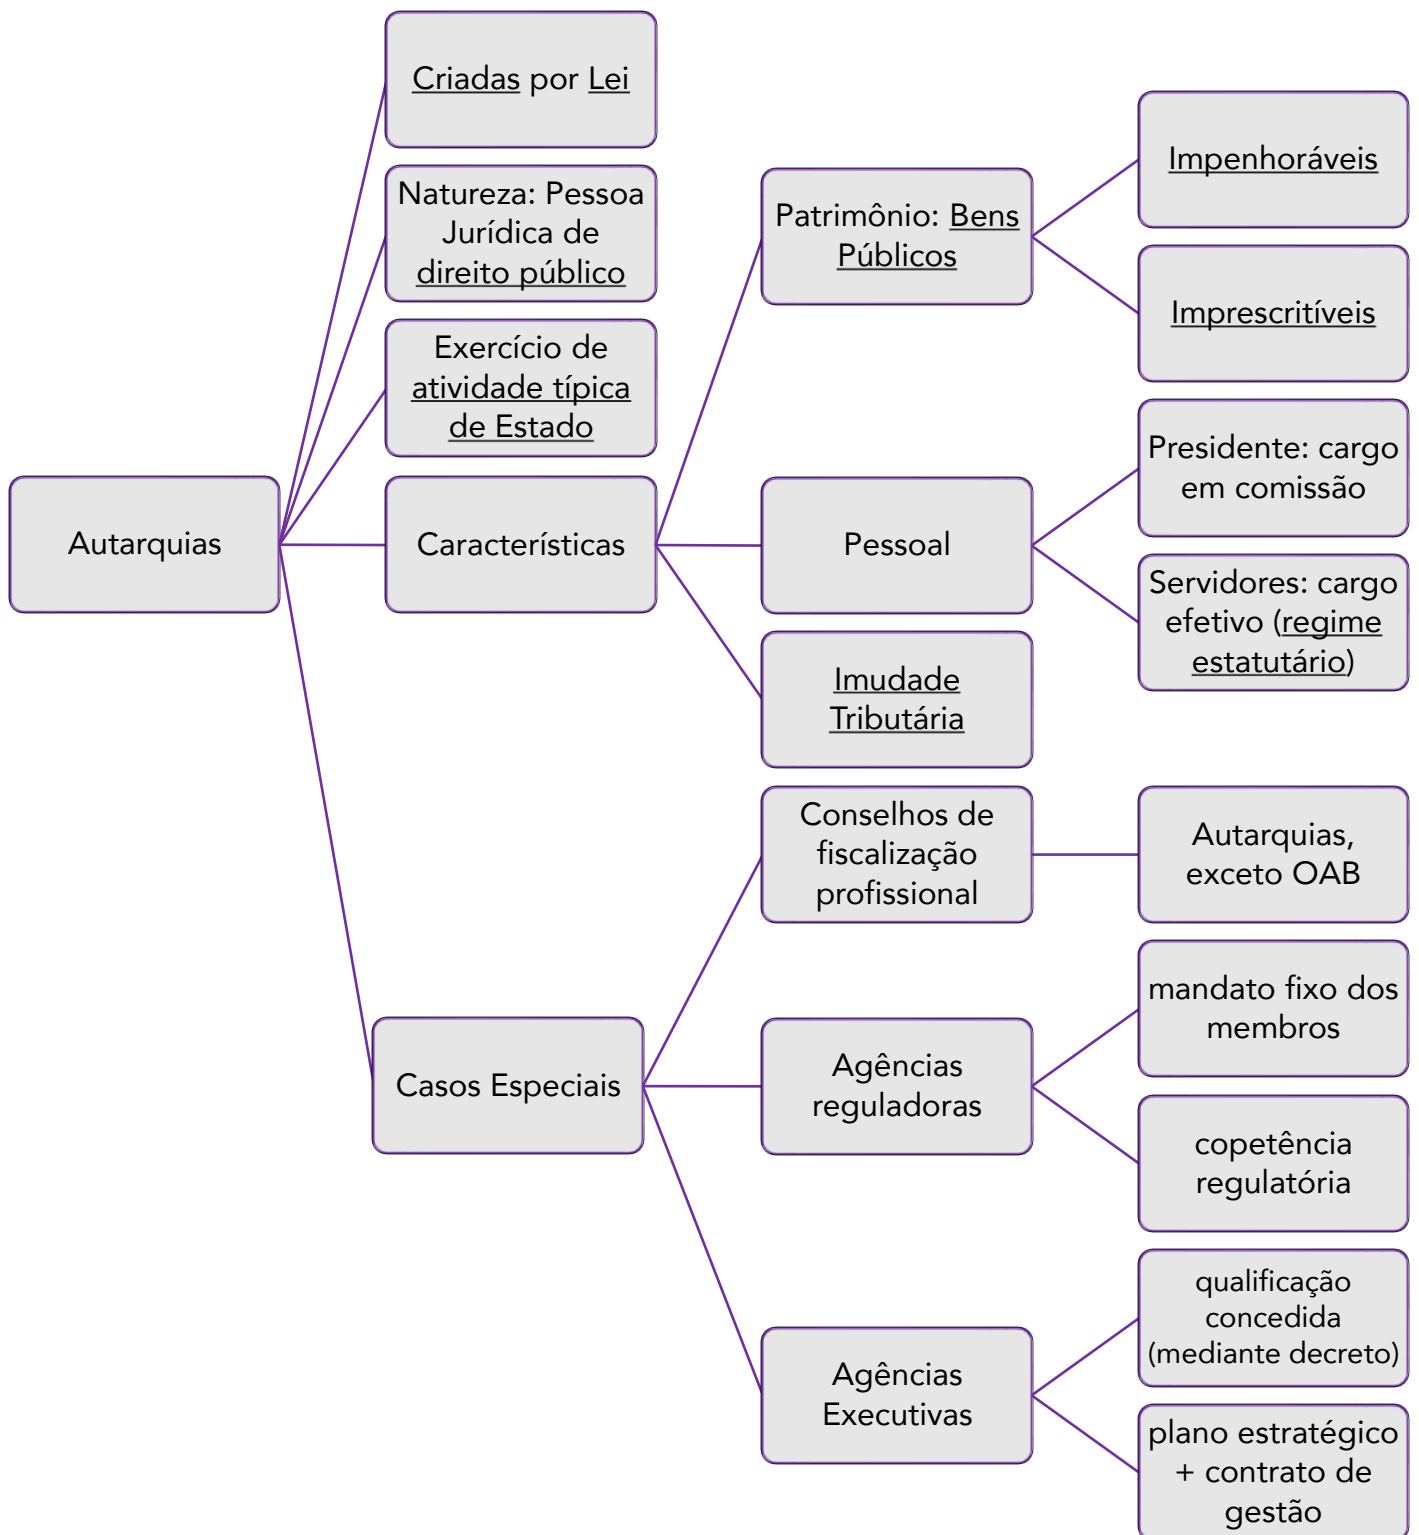 Autarquias
Criadas por Lei
Natureza: Pessoa
Jurídica de
direito público
Exercício de
atividade típica
de Estado
Características
Patrimônio: Bens
Públicos
Impenhoráveis
Imprescritíveis
Pessoal
Presidente: cargo
em comissão
Servidores: cargo
efetivo (regime
estatutário)
Imudade
Tributária
Casos Especiais
Conselhos de
fiscalização
profissional
Autarquias,
exceto OAB
Agências
reguladoras
mandato fixo dos
membros
copetência
regulatória
Agências
Executivas
qualificação
concedida
(mediante decreto)
plano estratégico
+ contrato de
gestão